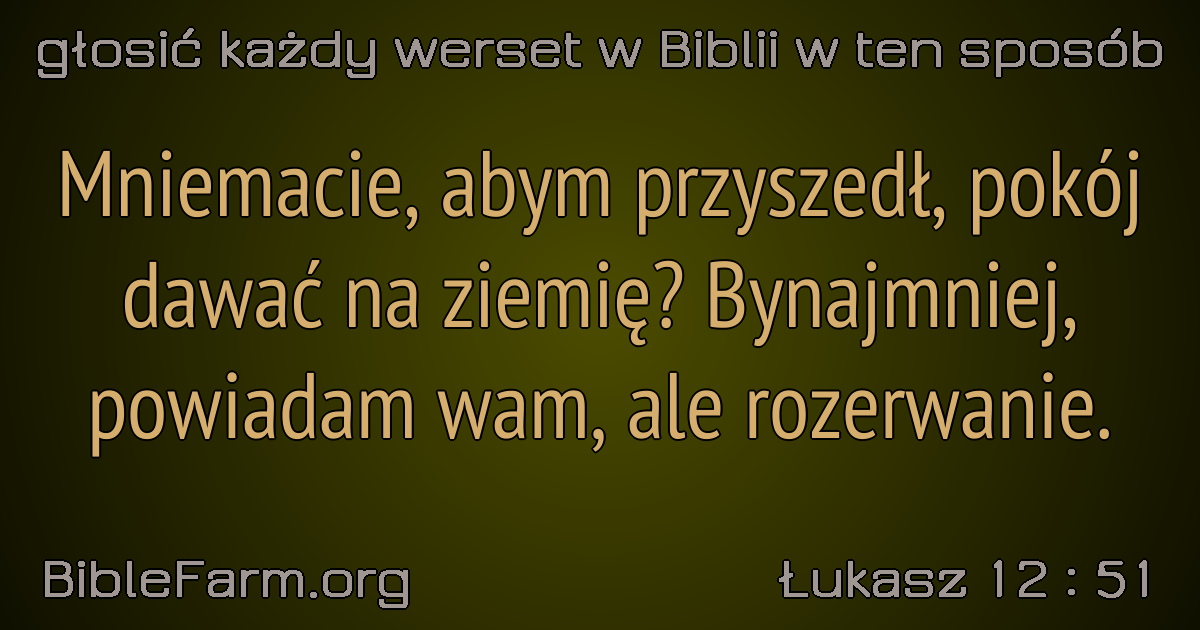 głosić każdy werset w Biblii w ten sposób
Mniemacie, abym przyszedł, pokój
dawać na ziemię? Bynajmniej,
powiadam wam, ale rozerwanie.
BibleFarm.org
Łukasz 12 : 51